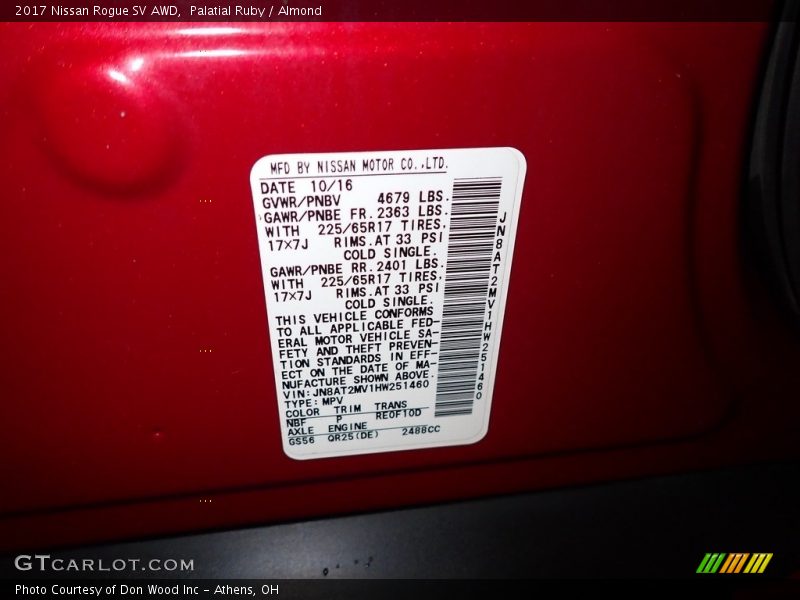 2017 Nissan Rogue SV AWD,  Palatial Ruby / Almond
MFD BY NISSAN MOTOR CO.,LTD.
DATE 10/16
GVWR/PNBV 4679 LBS.
GAWR/PNBE FR.2363 LBS.
WITH 225/65R17 TIRES.
17x7J RIMS.AT 33 PSI
COLD SINGLE.
GAWR/PNBE RR.2401 LBS.
WITH 225/65R17 TIRES.
17x7J RIMS.AT 33 PSI
COLD SINGLE.
THIS VEHICLE CONFORMS
TO ALL APPLICABLE FED-
ERAL MOTOR VEHICLE SA-
FETY AND THEFT PREVEN-
TION STANDARDS IN EFF-
ECT ON THE DATE OF MA-
NUFACTURE SHOWN ABOVE.
VIN:JN8AT2MV1HW251460
TYPE:MPV
COLOR TRIM TRANS
NBF P RE0F10D
AXLE ENGINE
GS56 QR25(DE) 2488CC
JN8AT2MV1HW251460
GTCARLOT.COM
Photo Courtesy of Don Wood Inc - Athens, OH